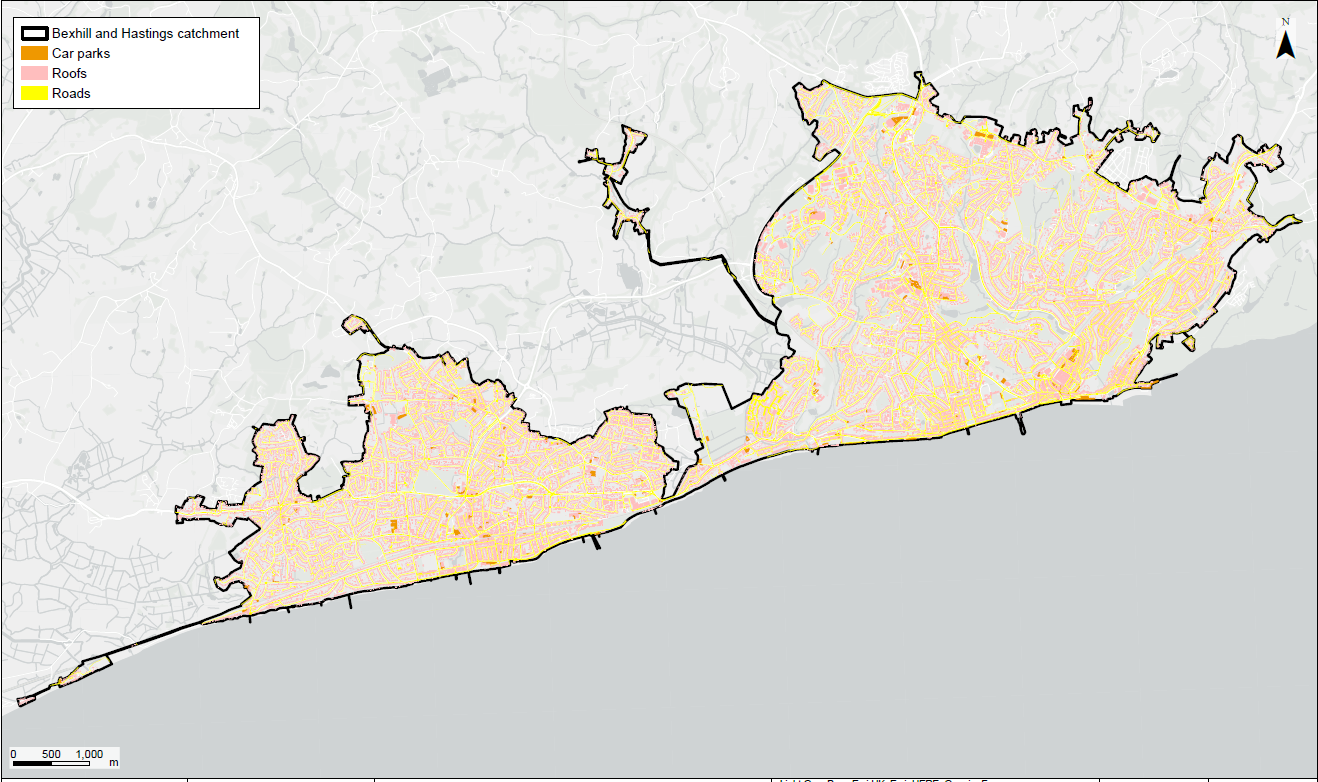 Bexhill and Hastings catchment
Car parks
Roofs
Roads
N
0 500 1,000
m